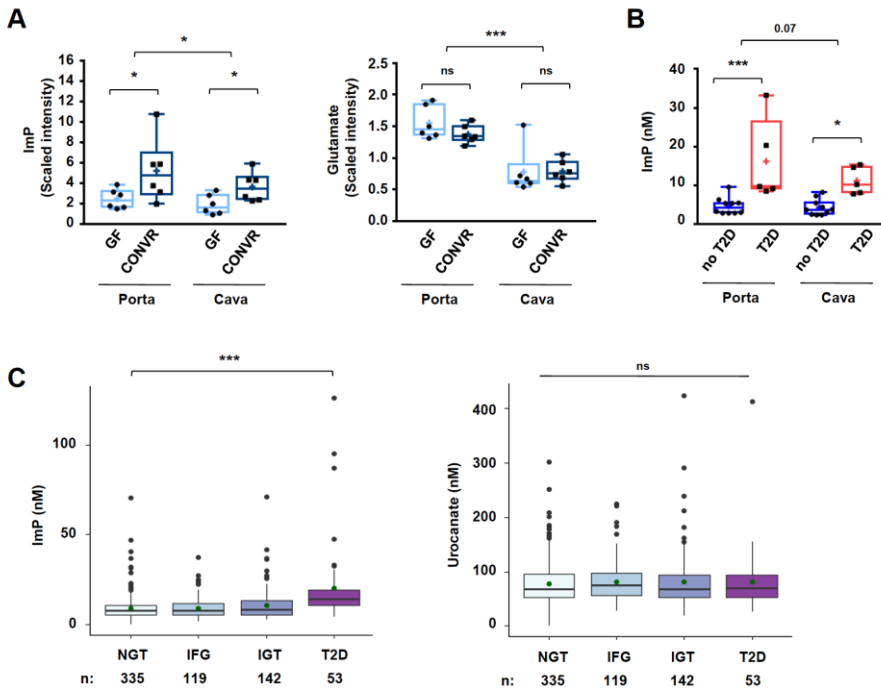 A
ImP
(Scaled intensity)
16
14
12
10
8
6
4
2
0
*
*
*
GF
CONVR
GF
CONVR
Porta
Cava
Glutamate
(Scaled intensity)
2.5
2.0
1.5
1.0
0.5
0.0
***
ns
ns
GF
CONVR
GF
CONVR
Porta
Cava
B
ImP (nM)
40
30
20
10
0
0.07
***
*
no T2D
T2D
no T2D
T2D
Porta
Cava
C
ImP (nM)
100
50
0
***
NGT IFG IGT T2D
n: 335 119 142 53
Urocanate (nM)
400
300
200
100
0
ns
NGT IFG IGT T2D
n: 335 119 142 53